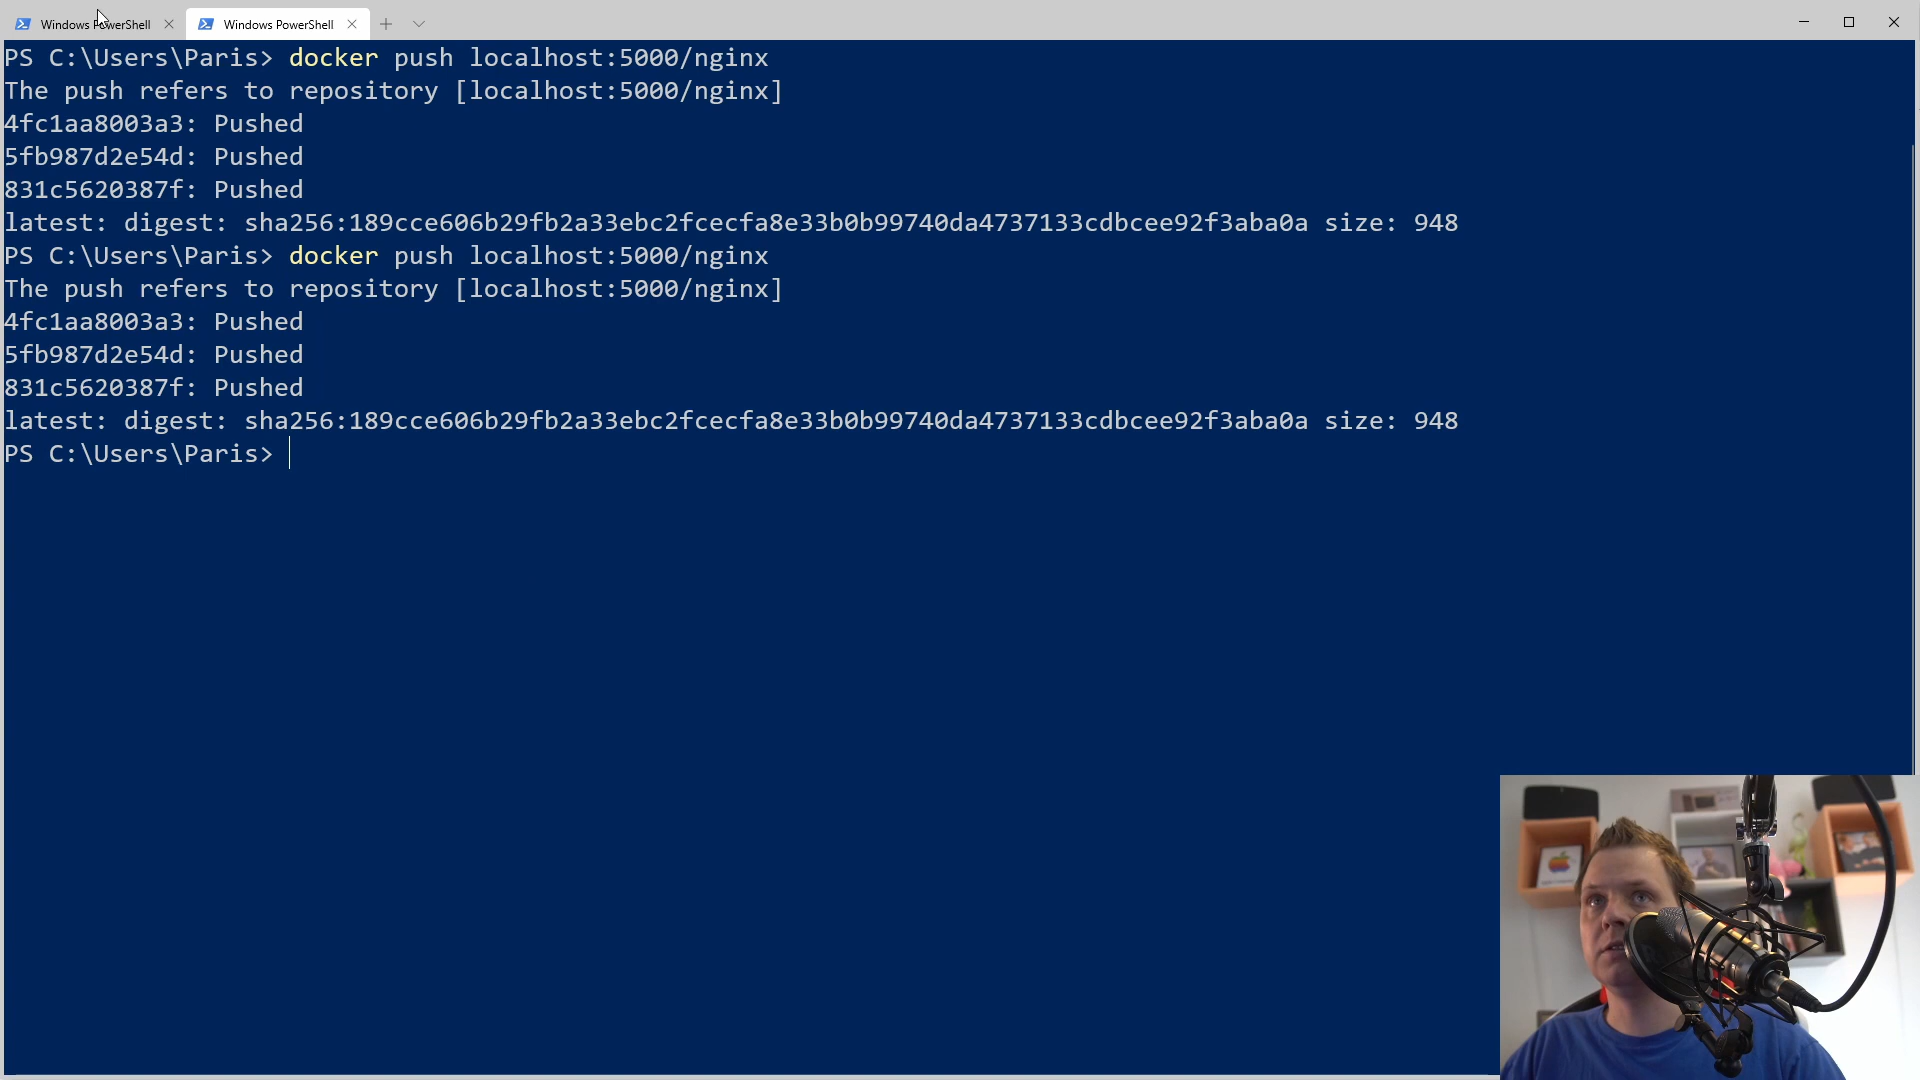 Windows PowerShell
Windows PowerShell
PS C:\Users\Paris> docker push localhost:5000/nginx
The push refers to repository [localhost:5000/nginx]
4fc1aa8003a3: Pushed
5fb987d2e54d: Pushed
831c5620387f: Pushed
latest: digest: sha256:189cce606b29fb2a33ebc2fcecfa8e33b0b99740da4737133cdbcee92f3aba0a size: 948
PS C:\Users\Paris> docker push localhost:5000/nginx
The push refers to repository [localhost:5000/nginx]
4fc1aa8003a3: Pushed
5fb987d2e54d: Pushed
831c5620387f: Pushed
latest: digest: sha256:189cce606b29fb2a33ebc2fcecfa8e33b0b99740da4737133cdbcee92f3aba0a size: 948
PS C:\Users\Paris>